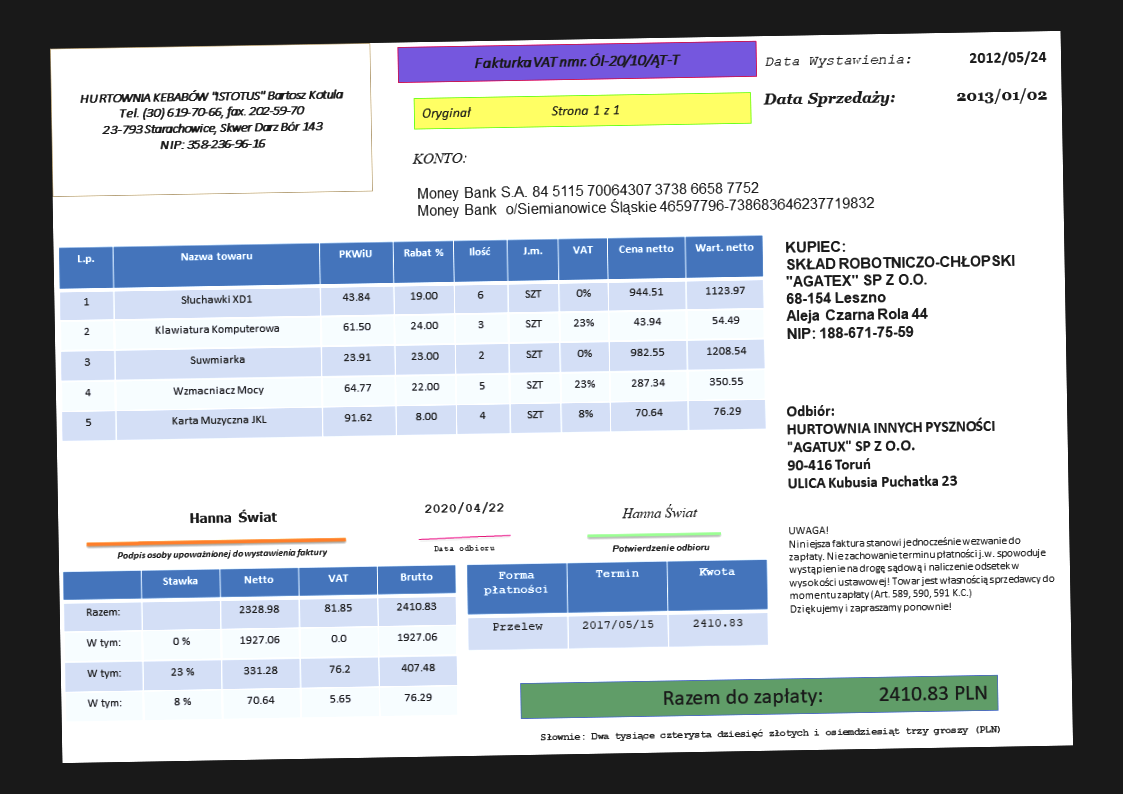 HURTOWNIA KEBABÓW "ISTOTUS" Bartosz Kotula
Tel. (30) 619-70-66, fax. 202-59-70
23-793 Starachowice, Skwer Darz Bór 143
NIP: 358-236-96-16
Fakturka VAT nmr. Ól-20/10/ĄT-T
Oryginał Strona 1 z 1
Data Wystawienia: 2012/05/24
Data Sprzedaży: 2013/01/02
KONTO:
Money Bank S.A. 84 5115 70064307 3738 6658 7752
Money Bank o/Siemianowice Śląskie 46597796-738683646237719832
L.p. Nazwa towaru PKWiU Rabat % Ilość J.m. VAT Cena netto Wart. netto
1 Słuchawki XD1 43.84 19.00 6 SZT 0% 944.51 1123.97
2 Klawiatura Komputerowa 61.50 24.00 3 SZT 23% 43.94 54.49
3 Suwmiarka 23.91 23.00 2 SZT 0% 982.55 1208.54
4 Wzmacniacz Mocy 64.77 22.00 5 SZT 23% 287.34 350.55
5 Karta Muzyczna JKL 91.62 8.00 4 SZT 8% 70.64 76.29
KUPIEC:
SKŁAD ROBOTNICZO-CHŁOPSKI
"AGATEX" SP Z O.O.
68-154 Leszno
Aleja Czarna Rola 44
NIP: 188-671-75-59
Odbiór:
HURTOWNIA INNYCH PYSZNOŚCI
"AGATUX" SP Z O.O.
90-416 Toruń
ULICA Kubusia Puchatka 23
Hanna Świat
Podpis osoby upoważnionej do wystawienia faktury
2020/04/22
Data odbioru
Hanna Świat
Potwierdzenie odbioru
UWAGA!
Niniejsza faktura stanowi jednocześnie wezwanie do
zapłaty. Nie zachowanie terminu płatności j.w. spowoduje
wystąpienie na drogę sądową i naliczenie odsetek w
wysokości ustawowej! Towar jest własnością sprzedawcy do
momentu zapłaty (Art. 589, 590, 591 K.C.)
Dziękujemy i zapraszamy ponownie!
Stawka Netto VAT Brutto
Razem: 2328.98 81.85 2410.83
W tym: 0 % 1927.06 0.0 1927.06
W tym: 23 % 331.28 76.2 407.48
W tym: 8 % 70.64 5.65 76.29
Forma płatności Termin Kwota
Przelew 2017/05/15 2410.83
Razem do zapłaty: 2410.83 PLN
Słownie: Dwa tysiące czterysta dziesięć złotych i osiemdziesiąt trzy groszy (PLN)